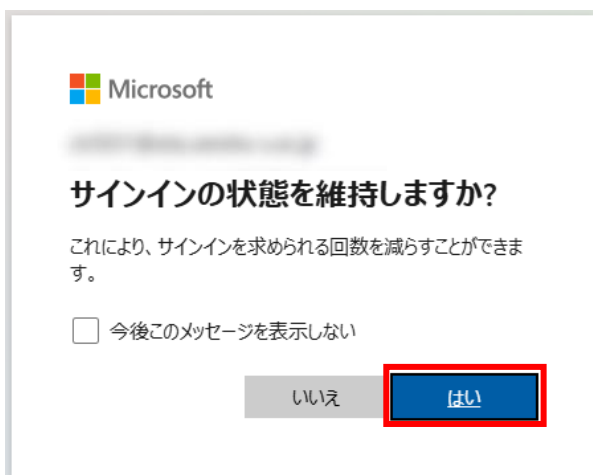 Microsoft
サインインの状態を維持しますか?
これにより、サインインを求められる回数を減らすことができま
す。
今後このメッセージを表示しない
いいえ はい